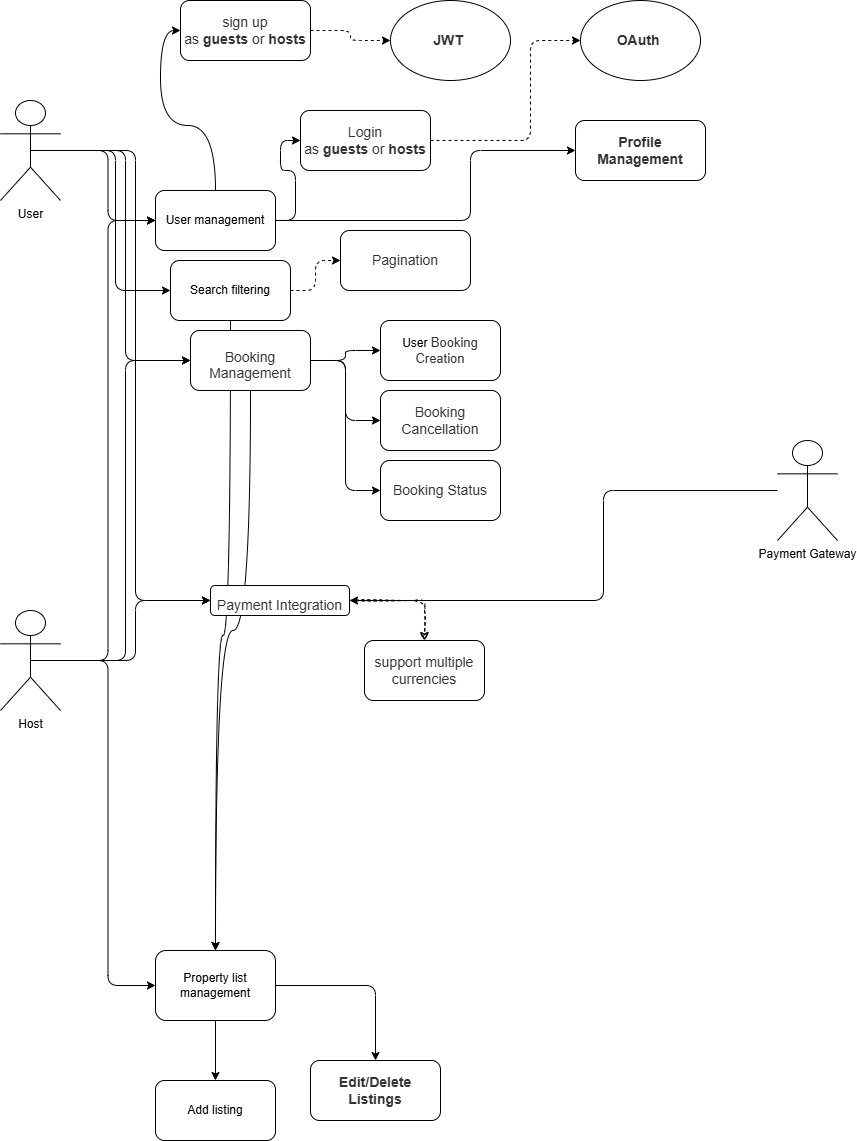 sign up
as guests or hosts
JWT
OAuth
Login
as guests or hosts
Profile
Management
User
User management
Search filtering
Pagination
Booking
Management
User Booking
Creation
Booking
Cancellation
Booking Status
Payment Gateway
Payment Integration
support multiple
currencies
Host
Property list
management
Edit/Delete
Listings
Add listing